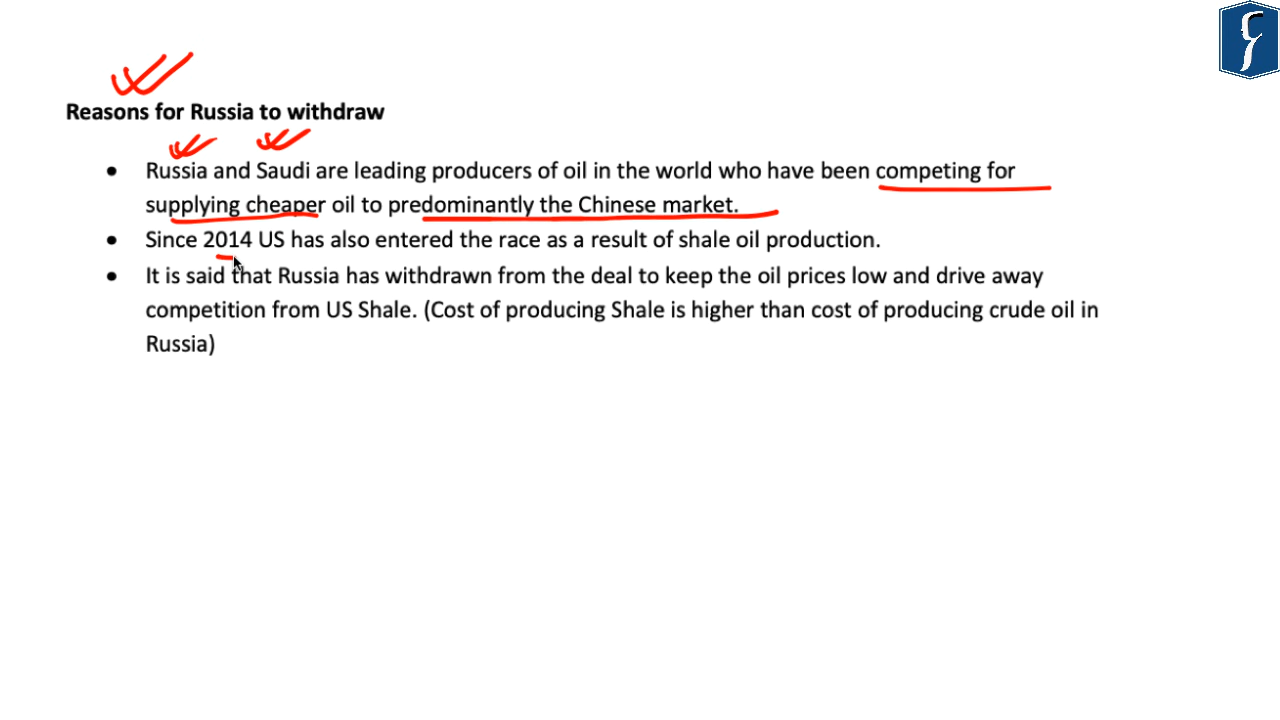 Reasons for Russia to withdraw
• Russia and Saudi are leading producers of oil in the world who have been competing for
supplying cheaper oil to predominantly the Chinese market.
• Since 2014 US has also entered the race as a result of shale oil production.
• It is said that Russia has withdrawn from the deal to keep the oil prices low and drive away
competition from US Shale. (Cost of producing Shale is higher than cost of producing crude oil in
Russia)